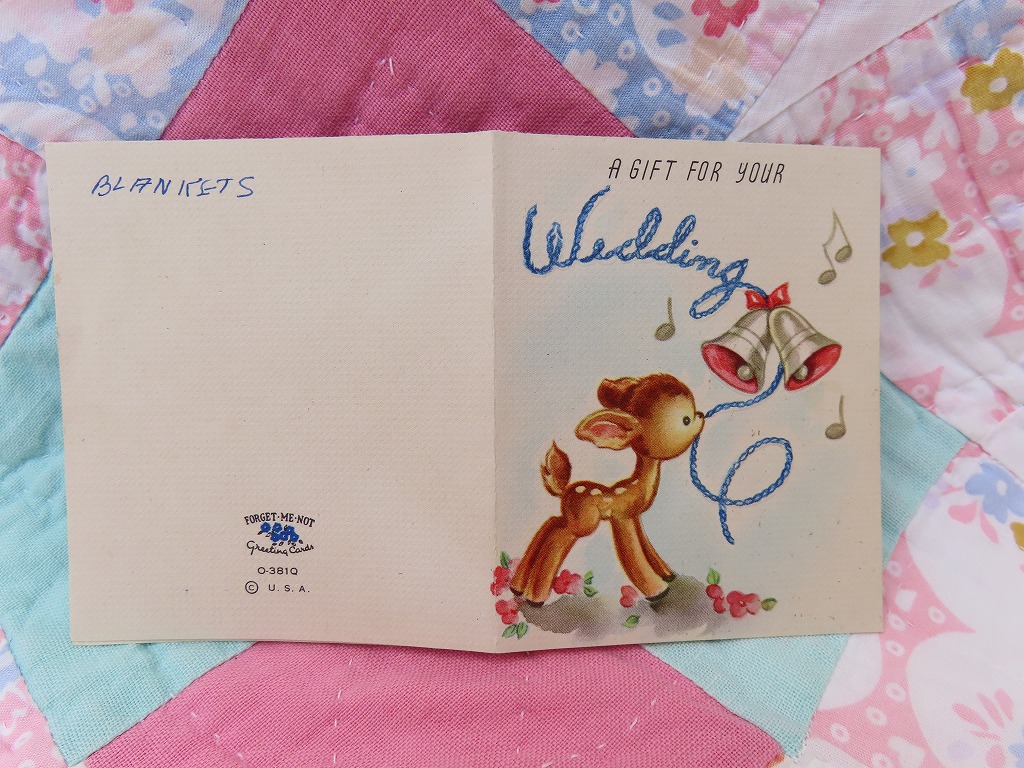 BLANKETS
FORGET-ME-NOT
Greeting Cards
O-381Q
© U. S. A.
A GIFT FOR YOUR
Wedding